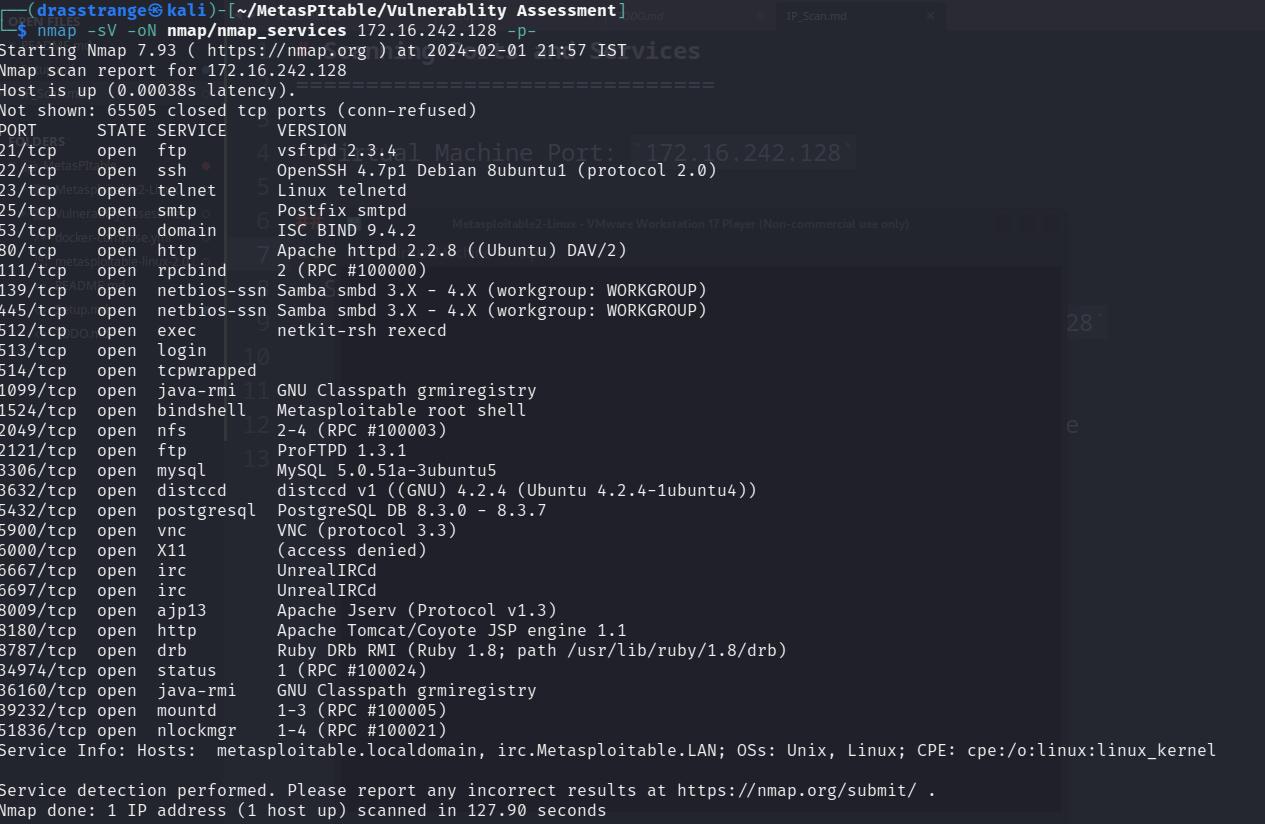 ┌──(drasstrange㉿kali)-[~/MetasPItable/Vulnerablity Assessment]
└─$ nmap -sV -oN nmap/nmap_services 172.16.242.128 -p-
Starting Nmap 7.93 ( https://nmap.org ) at 2024-02-01 21:57 IST
Nmap scan report for 172.16.242.128
Host is up (0.00038s latency).
Not shown: 65505 closed tcp ports (conn-refused)
PORT      STATE SERVICE     VERSION
21/tcp    open  ftp         vsftpd 2.3.4
22/tcp    open  ssh         OpenSSH 4.7p1 Debian 8ubuntu1 (protocol 2.0)
23/tcp    open  telnet      Linux telnetd
25/tcp    open  smtp        Postfix smtpd
53/tcp    open  domain      ISC BIND 9.4.2
80/tcp    open  http        Apache httpd 2.2.8 ((Ubuntu) DAV/2)
111/tcp   open  rpcbind     2 (RPC #100000)
139/tcp   open  netbios-ssn Samba smbd 3.X - 4.X (workgroup: WORKGROUP)
445/tcp   open  netbios-ssn Samba smbd 3.X - 4.X (workgroup: WORKGROUP)
512/tcp   open  exec        netkit-rsh rexecd
513/tcp   open  login
514/tcp   open  tcpwrapped
1099/tcp  open  java-rmi    GNU Classpath grmiregistry
1524/tcp  open  bindshell   Metasploitable root shell
2049/tcp  open  nfs         2-4 (RPC #100003)
2121/tcp  open  ftp         ProFTPD 1.3.1
3306/tcp  open  mysql       MySQL 5.0.51a-3ubuntu5
3632/tcp  open  distccd     distccd v1 ((GNU) 4.2.4 (Ubuntu 4.2.4-1ubuntu4))
5432/tcp  open  postgresql  PostgreSQL DB 8.3.0 - 8.3.7
5900/tcp  open  vnc         VNC (protocol 3.3)
6000/tcp  open  X11         (access denied)
6667/tcp  open  irc         UnrealIRCd
6697/tcp  open  irc         UnrealIRCd
8009/tcp  open  ajp13       Apache Jserv (Protocol v1.3)
8180/tcp  open  http        Apache Tomcat/Coyote JSP engine 1.1
8787/tcp  open  drb         Ruby DRb RMI (Ruby 1.8; path /usr/lib/ruby/1.8/drb)
34974/tcp open  status      1 (RPC #100024)
36160/tcp open  java-rmi    GNU Classpath grmiregistry
39232/tcp open  mountd      1-3 (RPC #100005)
51836/tcp open  nlockmgr    1-4 (RPC #100021)
Service Info: Hosts:  metasploitable.localdomain, irc.Metasploitable.LAN; OSs: Unix, Linux; CPE: cpe:/o:linux:linux_kernel
Service detection performed. Please report any incorrect results at https://nmap.org/submit/ .
Nmap done: 1 IP address (1 host up) scanned in 127.90 seconds
IP_Scan.md
Metasploitable2-Linux - VMware Workstation 17 Player (Non-commercial use only)